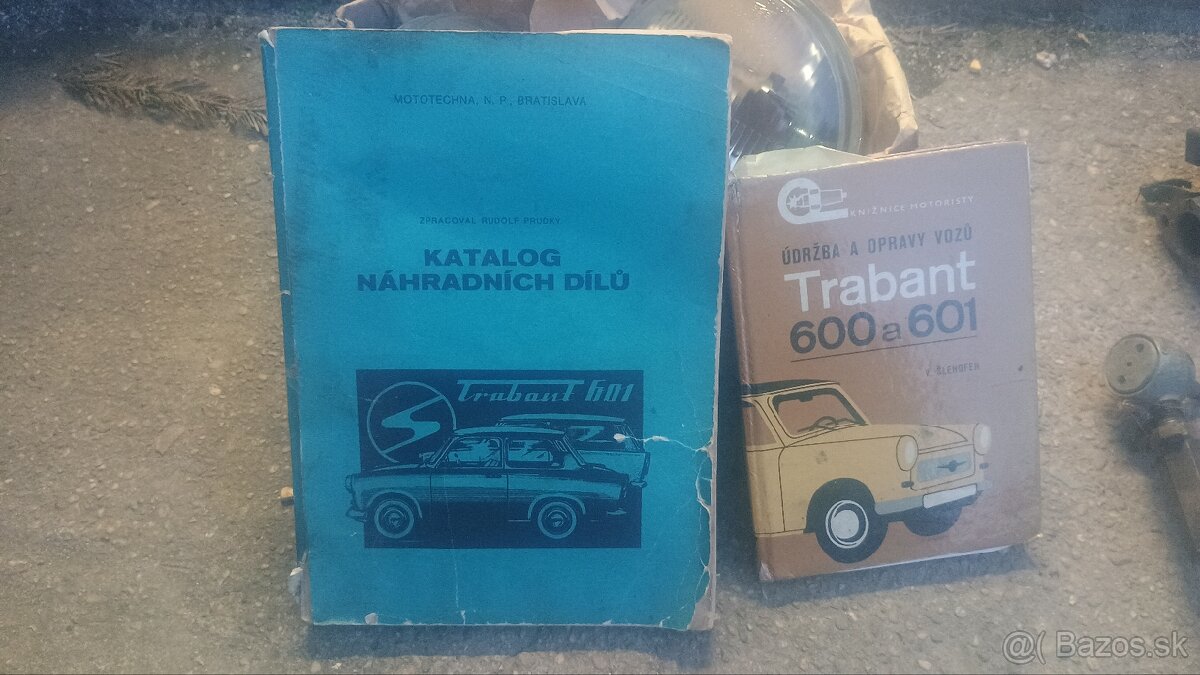 MOTOTECHNA, N. P., BRATISLAVA
ZPRACOVAL RUDOLF PRUDKÝ
KATALOG
NÁHRADNÍCH DÍLŮ
Trabant 601
KNIŽNICE MOTORISTY
ÚDRŽBA A OPRAVY VOZŮ
Trabant
600 a 601
V. ŠLEHOFER
@( Bazos.sk